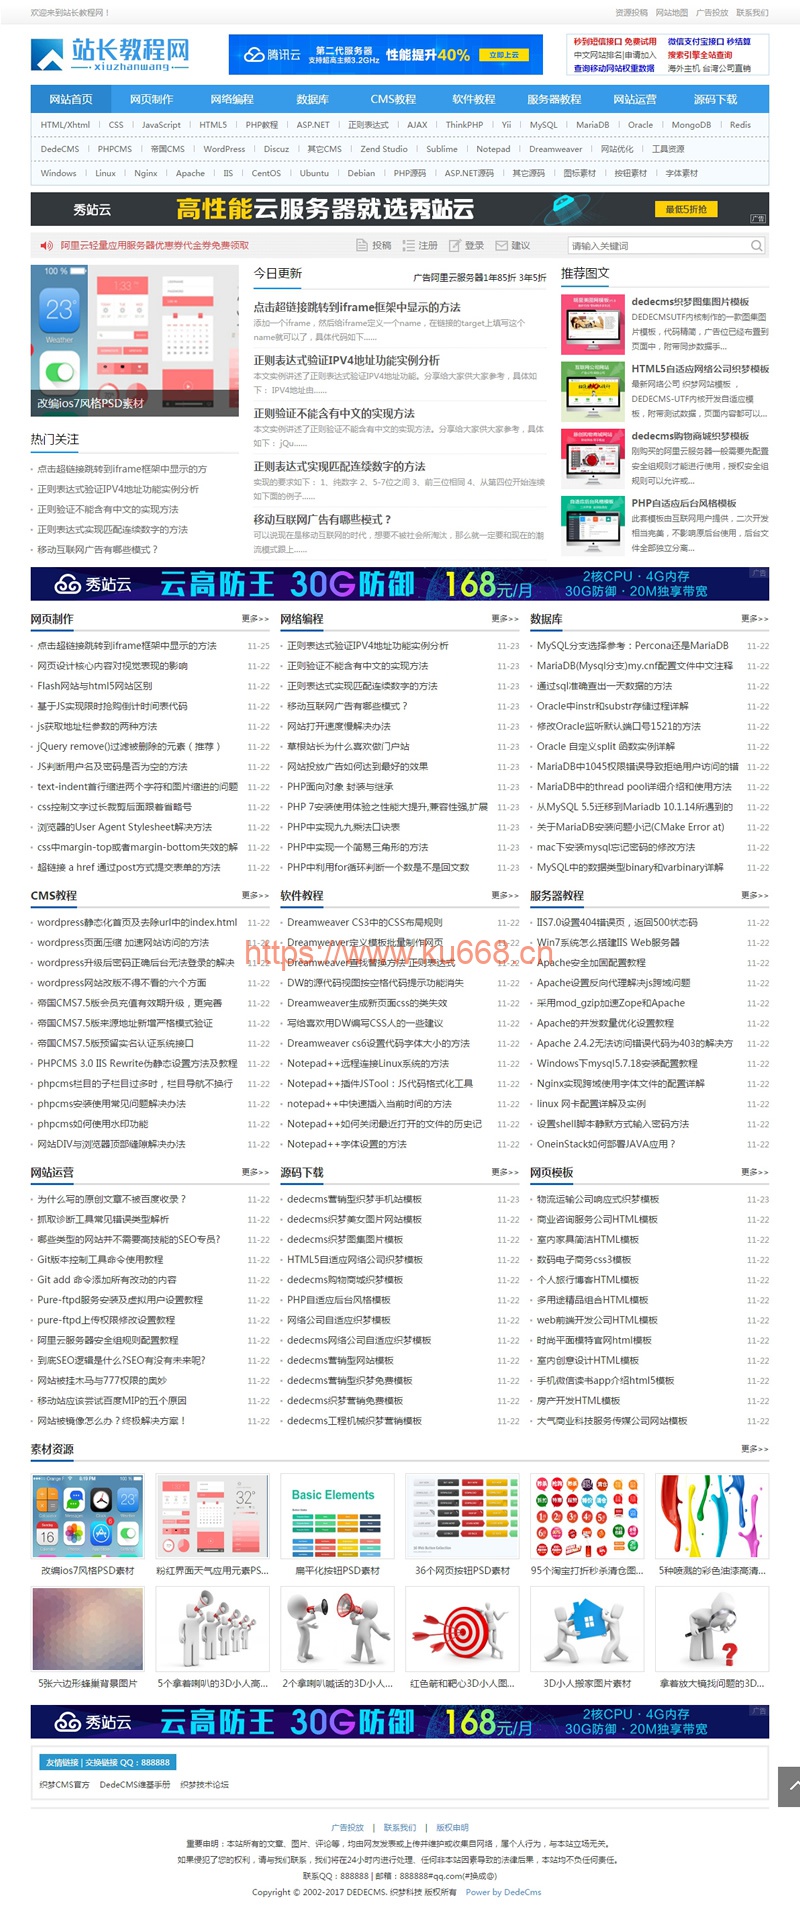 欢迎来到站长教程网！
资源投稿 网站地图 广告投放 联系我们
站长教程网
xiuzhanwang
腾讯云 第二代服务器 支持超高主频3.2GHz 性能提升40% 立即上云
秒到短信接口 免费试用 微信支付宝接口 秒结算
中文网站排名|申请加入 搜索引擎全站查询
查询移动网站权重数据 海外主机 台湾公司直销
网站首页 网页制作 网络编程 数据库 CMS教程 软件教程 服务器教程 网站运营 源码下载
HTML/Xhtml CSS JavaScript HTML5 PHP教程 ASP.NET 正则表达式 AJAX ThinkPHP Yii MySQL MariaDB Oracle MongoDB Redis
DedeCMS PHPCMS 帝国CMS WordPress Discuz 其它CMS Zend Studio Sublime Notepad Dreamweaver 网站优化 工具资源
Windows Linux Nginx Apache IIS CentOS Ubuntu Debian PHP源码 ASP.NET源码 其它源码 图标素材 按钮素材 字体素材
秀站云 高性能云服务器就选秀站云 最低5折抢 广告
阿里云轻量应用服务器优惠券代金券免费领取 投稿 注册 登录 建议 请输入关键词
100 %
23°
Weather
改编ios7风格PSD素材
热门关注
点击超链接跳转到iframe框架中显示的方
正则表达式验证IPV4地址功能实例分析
正则验证不能含有中文的实现方法
正则表达式实现匹配连续数字的方法
移动互联网广告有哪些模式？
今日更新 广告阿里云服务器1年85折 3年5折
点击超链接跳转到iframe框架中显示的方法
添加一个iframe，然后给iframe定义一个name，在链接的target上填写这个
name就可以了，具体代码如下......
正则表达式验证IPV4地址功能实例分析
本文实例讲述了正则表达式验证IPV4地址功能。分享给大家供大家参考，具体如
下： IPV4地址由......
正则验证不能含有中文的实现方法
本文实例讲述了正则验证不能含有中文的实现方法。分享给大家供大家参考，具体
如下： jQu......
正则表达式实现匹配连续数字的方法
实现的要求如下： 1、纯数字 2、5-7位之间 3、前三位相同 4、从第四位开始连续
如下面的例子......
移动互联网广告有哪些模式？
可以说现在是移动互联网的时代，想要不被社会所淘汰，那么就一定要和现在的潮
流模式跟上......
推荐图文
dedecms织梦图集图片模板
DEDECMSUTF内核制作的一款图集图
片模板，代码精简，广告位已经布置到
页面中，附带同步数据手...
HTML5自适应网络公司织梦模板
最新网络公司 织梦网站模板 ，
DEDECMS-UTF内核开发自适应模
板，附带测试数据，页面内容都可以...
dedecms购物商城织梦模板
刚购买的阿里云服务器一般需要先配置
安全组规则才能进行使用，授权安全组
规则可以允许或...
PHP自适应后台风格模板
此套模板由互联网用户提供，二次开发
相当完美，不影响原后台使用，后台文
件全部独立分离...
秀站云 云高防王 30G防御 168元/月 2核CPU · 4G内存 30G防御 · 20M独享带宽 广告
网页制作 更多>>
点击超链接跳转到iframe框架中显示的方法 11-25
网页设计核心内容对视觉表现的影响 11-22
Flash网站与html5网站区别 11-22
基于JS实现限时抢购倒计时间表代码 11-22
js获取地址栏参数的两种方法 11-22
jQuery remove()过滤被删除的元素（推荐） 11-22
JS判断用户名及密码是否为空的方法 11-22
text-indent首行缩进两个字符和图片缩进的问题 11-22
css控制文字过长裁剪后面跟着省略号 11-22
浏览器的User Agent Stylesheet解决方法 11-22
css中margin-top或者margin-bottom失效的解 11-22
超链接 a href 通过post方式提交表单的方法 11-22
网络编程 更多>>
正则表达式验证IPV4地址功能实例分析 11-23
正则验证不能含有中文的实现方法 11-23
正则表达式实现匹配连续数字的方法 11-23
移动互联网广告有哪些模式？ 11-23
网站打开速度慢解决办法 11-23
草根站长为什么喜欢做门户站 11-23
网站投放广告如何达到最好的效果 11-23
PHP面向对象 封装与继承 11-22
PHP 7安装使用体验之性能大提升,兼容性强,扩展 11-22
PHP中实现九九乘法口诀表 11-22
PHP中实现一个简易三角形的方法 11-22
PHP中利用for循环判断一个数是不是回文数 11-22
数据库 更多>>
MySQL分支选择参考：Percona还是MariaDB 11-22
MariaDB(Mysql分支)my.cnf配置文件中文注释 11-22
通过sql准确查出一天数据的方法 11-22
Oracle中instr和substr存储过程详解 11-22
修改Oracle监听默认端口号1521的方法 11-22
Oracle 自定义split 函数实例详解 11-22
MariaDB中1045权限错误导致拒绝用户访问的错 11-22
MariaDB中的thread pool详细介绍和使用方法 11-22
从MySQL 5.5迁移到Mariadb 10.1.14所遇到的 11-22
关于MariaDB安装问题小记(CMake Error at) 11-22
mac下安装mysql忘记密码的修改方法 11-22
MySQL中的数据类型binary和varbinary详解 11-22
CMS教程 更多>>
wordpress静态化首页及去除url中的index.html 11-22
wordpress页面压缩 加速网站访问的方法 11-22
wordpress升级后密码正确后台无法登录的解决 11-22
wordpress网站改版不得不看的六个方面 11-22
帝国CMS7.5版会员充值有效期升级，更完善 11-22
帝国CMS7.5版来源地址新增严格模式验证 11-22
帝国CMS7.5版预留实名认证系统接口 11-22
PHPCMS 3.0 IIS Rewrite伪静态设置方法及教程 11-22
phpcms栏目的子栏目过多时，栏目导航不换行 11-22
phpcms安装使用常见问题解决办法 11-22
phpcms如何使用水印功能 11-22
网站DIV与浏览器顶部缝隙解决办法 11-22
软件教程 更多>>
Dreamweaver CS3中的CSS布局规则 11-22
Dreamweaver定义模板批量制作网页 11-22
Dreamweaver查找替换方法 正则表达式 11-22
DW的源代码视图按空格代码提示功能消失 11-22
Dreamweaver生成新页面css的类失效 11-22
写给喜欢用DW编写CSS人的一些建议 11-22
Dreamweaver cs6设置代码字体大小的方法 11-22
Notepad++远程连接Linux系统的方法 11-22
Notepad++插件JSTool：JS代码格式化工具 11-22
notepad++中快速插入当前时间的方法 11-22
Notepad++如何关闭最近打开的文件的历史记 11-22
Notepad++字体设置的方法 11-22
服务器教程 更多>>
IIS7.0设置404错误页，返回500状态码 11-22
Win7系统怎么搭建IIS Web服务器 11-22
Apache安全加固配置教程 11-22
Apache设置反向代理解决js跨域问题 11-22
采用mod_gzip加速Zope和Apache 11-22
Apache的并发数量优化设置教程 11-22
Apache 2.4.2无法访问错误代码为403的解决方 11-22
Windows下mysql5.7.18安装配置教程 11-22
Nginx实现跨域使用字体文件的配置详解 11-22
linux 网卡配置详解及实例 11-22
设置shell脚本静默方式输入密码方法 11-22
OneinStack如何部署JAVA应用？ 11-22
https://www.ku668.cn
网站运营 更多>>
为什么写的原创文章不被百度收录？ 11-22
抓取诊断工具常见错误类型解析 11-22
哪些类型的网站并不需要高技能的SEO专员? 11-22
Git版本控制工具命令使用教程 11-22
Git add 命令添加所有改动的内容 11-22
Pure-ftpd服务安装及虚拟用户设置教程 11-22
pure-ftpd上传权限修改设置教程 11-22
阿里云服务器安全组规则配置教程 11-22
到底SEO逻辑是什么?SEO有没有未来呢? 11-22
网站被挂木马与777权限的奥妙 11-22
移动站应该尝试百度MIP的五个原因 11-22
网站被镜像怎么办？终极解决方案！ 11-22
源码下载 更多>>
dedecms营销型织梦手机站模板 11-23
dedecms织梦美女图片网站模板 11-22
dedecms织梦图集图片模板 11-22
HTML5自适应网络公司织梦模板 11-22
dedecms购物商城织梦模板 11-22
PHP自适应后台风格模板 11-22
网络公司自适应织梦模板 11-22
dedecms网络公司自适应织梦模板 11-22
dedecms营销型网站模板 11-22
dedecms营销型织梦免费模板 11-22
dedecms织梦营销免费模板 11-22
dedecms工程机械织梦营销模板 11-22
网页模板 更多>>
物流运输公司响应式织梦模板 11-23
商业咨询服务公司HTML模板 11-22
室内家具简洁HTML模板 11-22
数码电子商务css3模板 11-22
个人旅行博客HTML模板 11-22
多用途精品组合HTML模板 11-22
web前端开发公司HTML模板 11-22
时尚平面模特官网html模板 11-22
室内创意设计HTML模板 11-22
手机微信读书app介绍html5模板 11-22
房产开发HTML模板 11-22
大气商业科技服务传媒公司网站模板 11-22
素材资源 更多>>
Basic Elements
32°
改编ios7风格PSD素材 粉红界面天气应用元素PS... 扁平化按钮PSD素材 36个网页按钮PSD素材 95个淘宝打折秒杀清仓图... 5种喷溅的彩色油漆高清...
5张六边形蜂巢背景图片 5个拿着喇叭的3D小人高... 2个拿喇叭喊话的3D小人... 红色箭和靶心3D小人图... 3D小人搬家图片素材 拿着放大镜找问题的3D...
秀站云 云高防王 30G防御 168元/月 2核CPU · 4G内存 30G防御 · 20M独享带宽 广告
友情链接 | 交换链接 QQ：888888
织梦CMS官方 DedeCMS维基手册 织梦技术论坛
广告投放 | 联系我们 | 版权申明
重要申明：本站所有的文章、图片、评论等，均由网友发表或上传并维护或收集自网络，属个人行为，与本站立场无关。
如果侵犯了您的权利，请与我们联系，我们将在24小时内进行处理、任何非本站因素导致的法律后果，本站均不负任何责任。
联系QQ：888888 | 邮箱：888888#qq.com(#换成@)
Copyright © 2002-2017 DEDECMS. 织梦科技 版权所有 Power by DedeCms